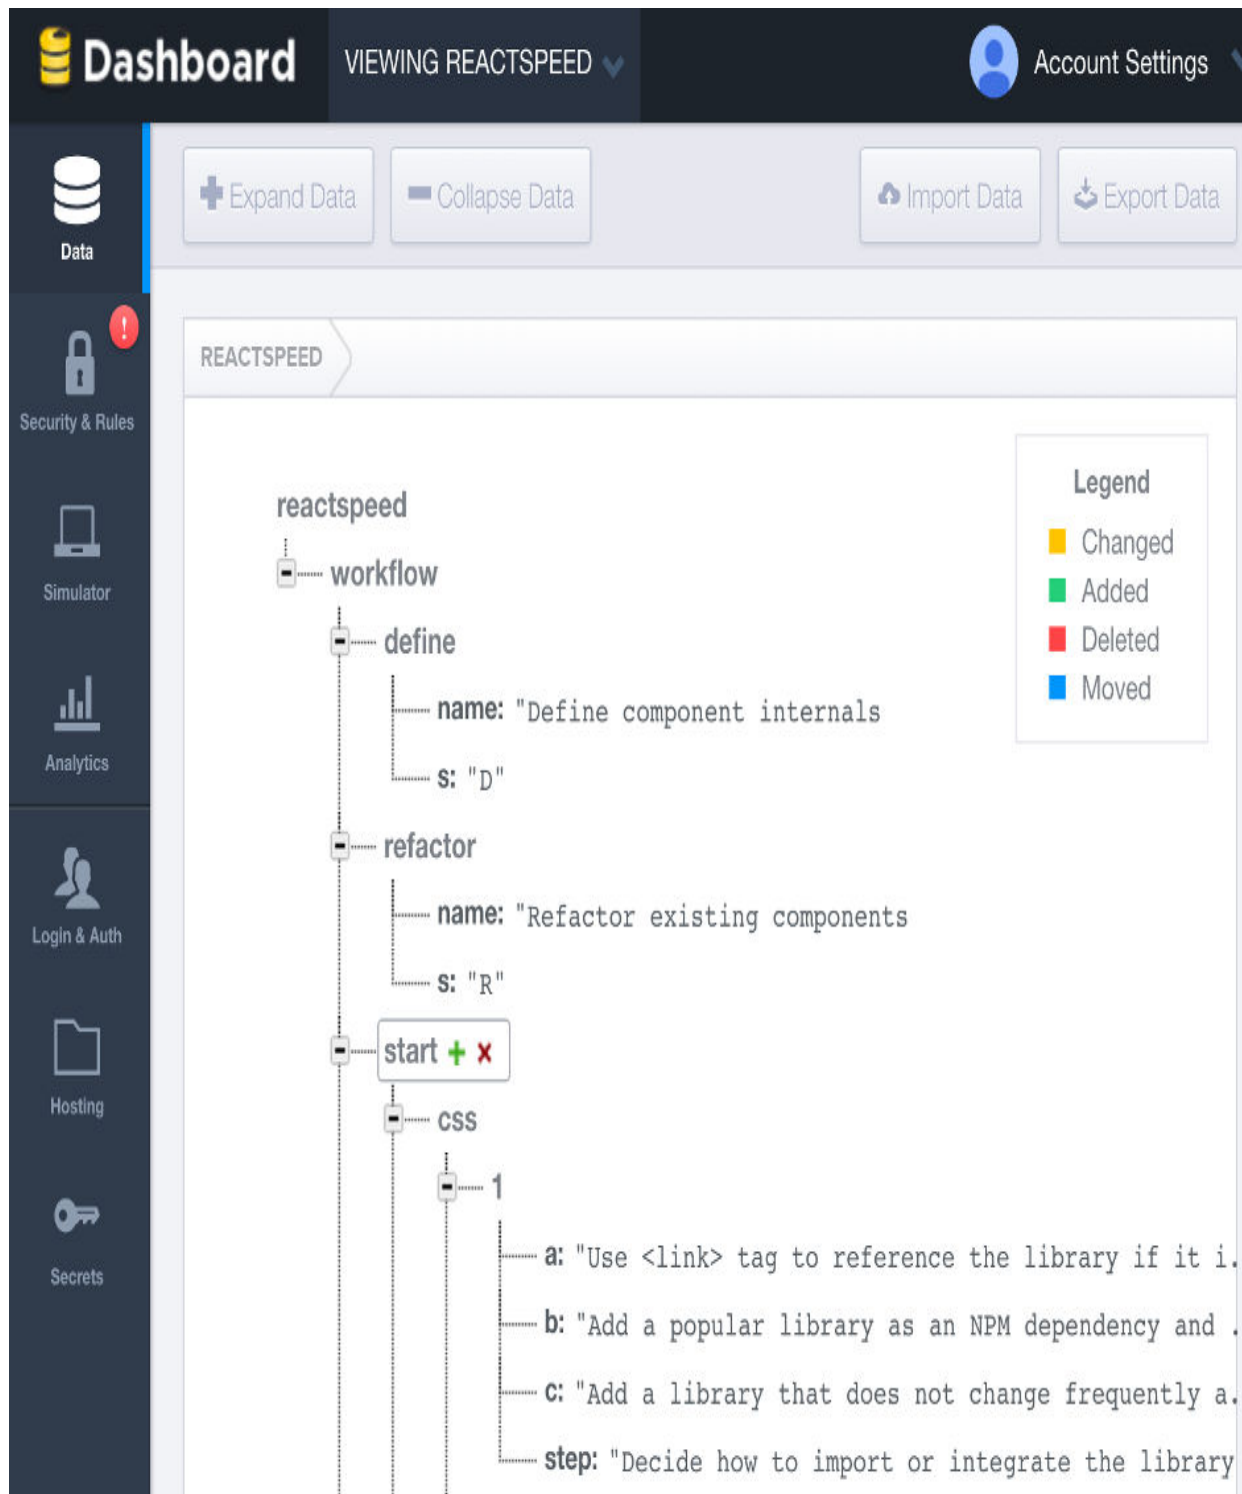 Dashboard VIEWING REACTSPEED Account Settings
Expand Data Collapse Data Import Data Export Data
Data
REACTSPEED
Security & Rules
Legend
Changed
Added
Deleted
Moved
reactspeed
workflow
define
name: "Define component internals
s: "D"
refactor
name: "Refactor existing components
s: "R"
start
css
1
a: "Use <link> tag to reference the library if it i.
b: "Add a popular library as an NPM dependency and .
c: "Add a library that does not change frequently a.
step: "Decide how to import or integrate the library
Simulator
Analytics
Login & Auth
Hosting
Secrets